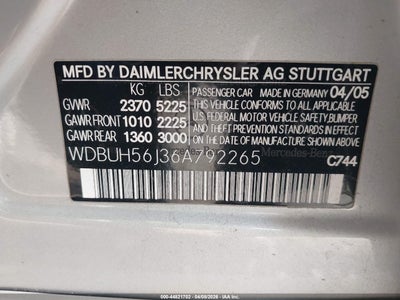 MFD BY DAIMLERCHRYSLER AG STUTTGART
KG LBS PASSENGER CAR MADE IN GERMANY 04/05
GVWR 2370 5225 THIS VEHICLE CONFORMS TO ALL APPLICABLE
GAWR FRONT 1010 2225 U.S. FEDERAL MOTOR VEHICLE SAFETY, BUMPER
GAWR REAR 1360 3000 AND THEFT PREVENTION STANDARDS IN EFFECT ON THE DATE OF MANUFACTURE SHOWN ABOVE
WDBUH56J36A792265 Mercedes-Benz C744